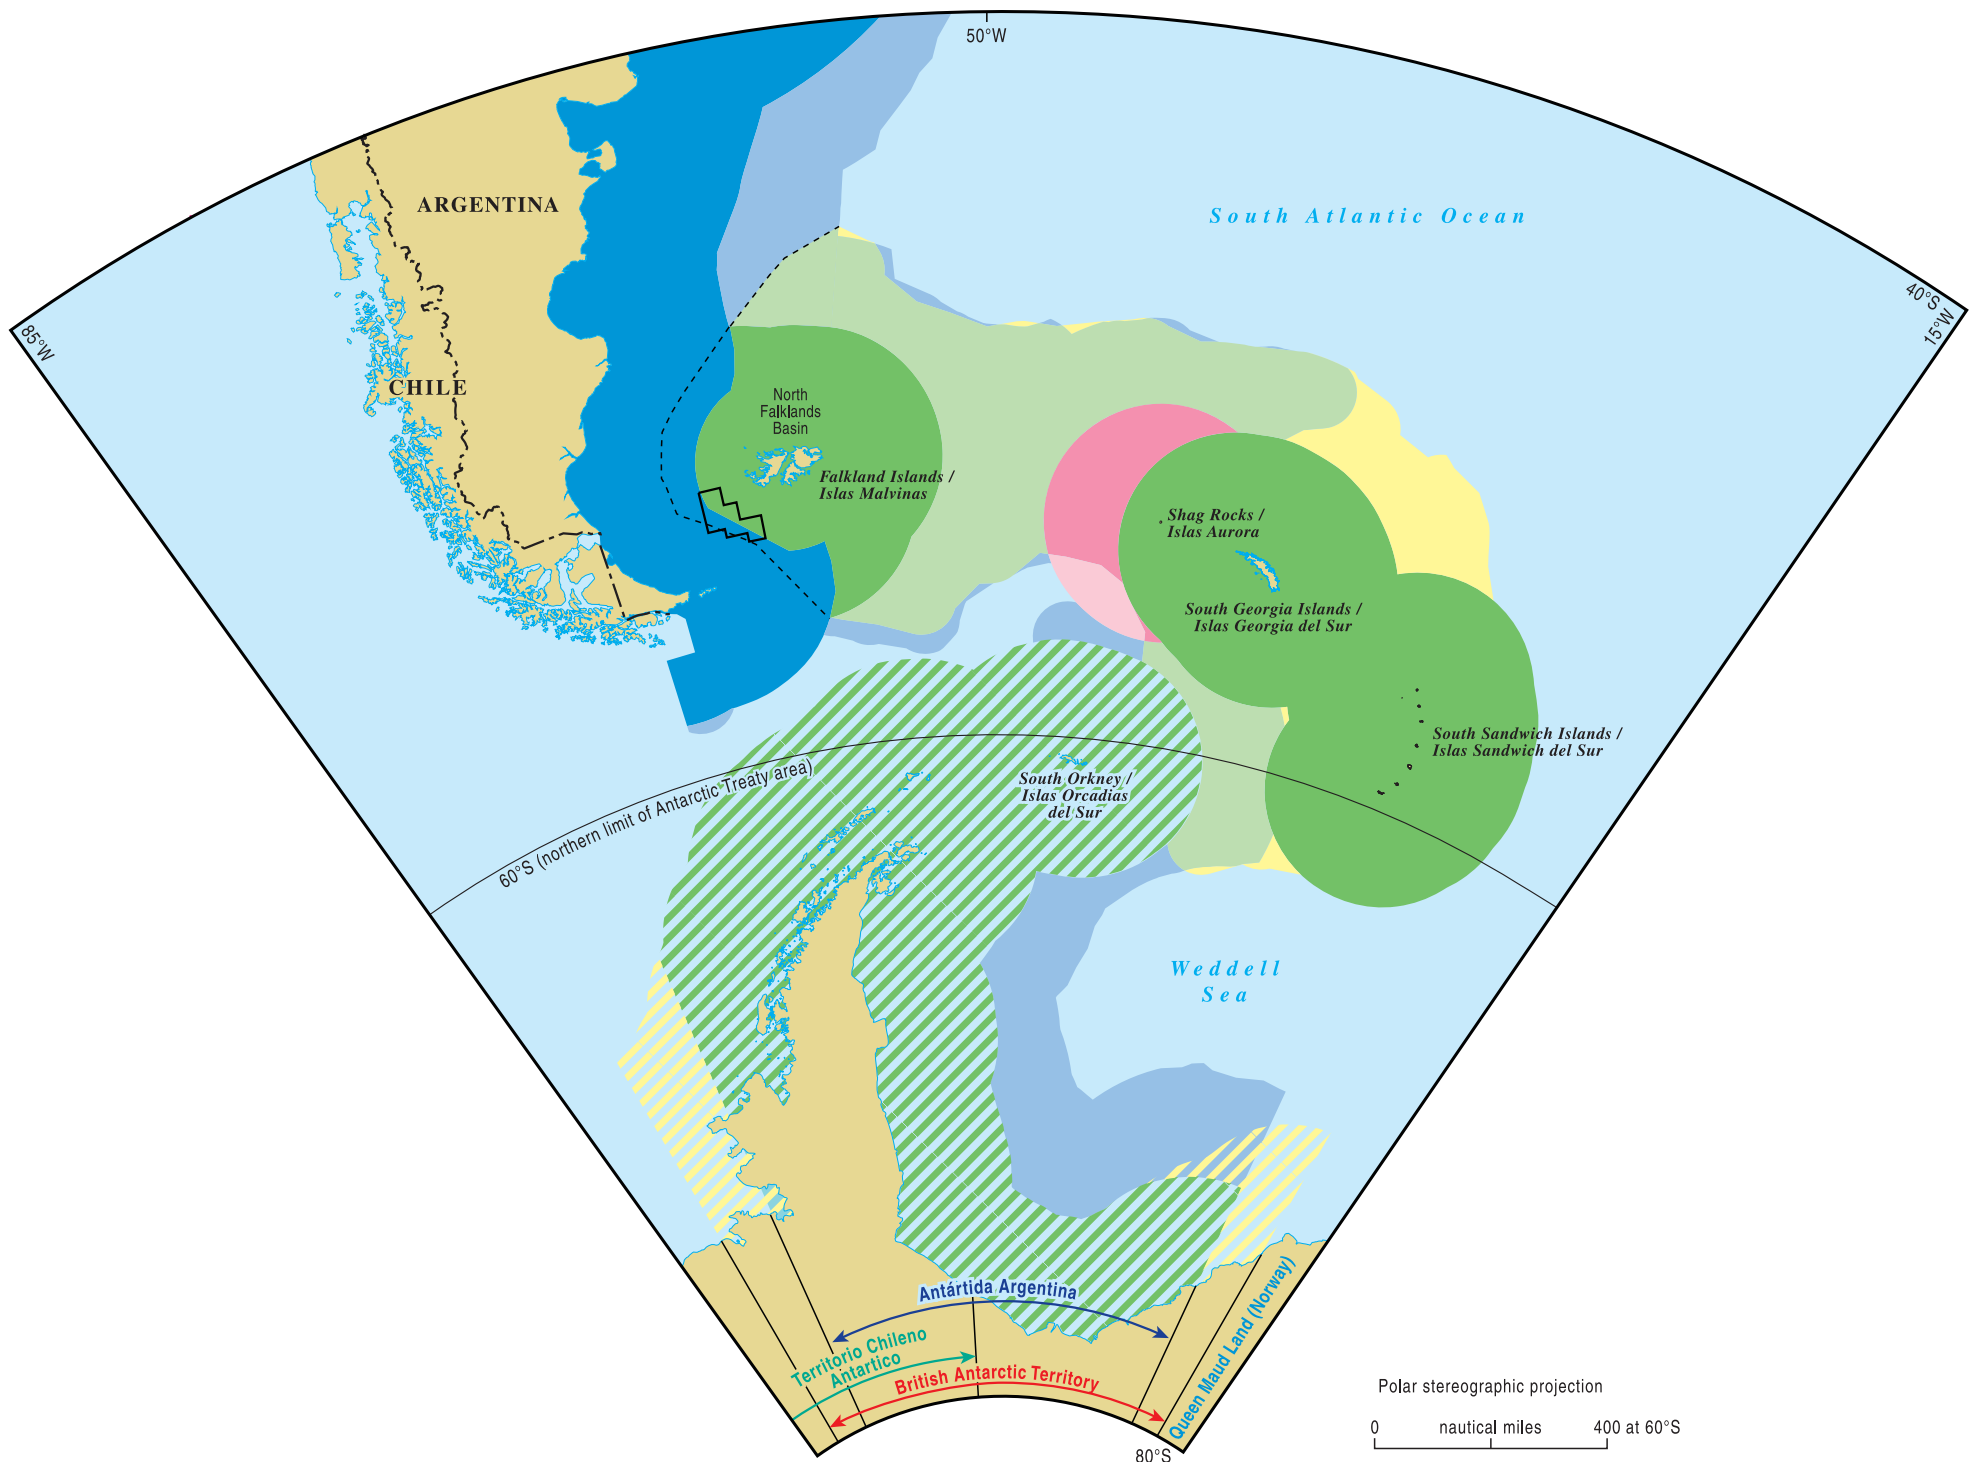 50°W
40°S
15°W
85°W
ARGENTINA
South Atlantic Ocean
CHILE
North
Falklands
Basin
Falkland Islands /
Islas Malvinas
Shag Rocks /
Islas Aurora
South Georgia Islands /
Islas Georgia del Sur
South Sandwich Islands /
Islas Sandwich del Sur
60°S (northern limit of Antarctic Treaty area)
South Orkney /
Islas Orcadias
del Sur
Weddell
Sea
Antártida Argentina
Territorio Chileno
Antartico
British Antarctic Territory
Queen Maud Land (Norway)
80°S
Polar stereographic projection
0 nautical miles 400 at 60°S